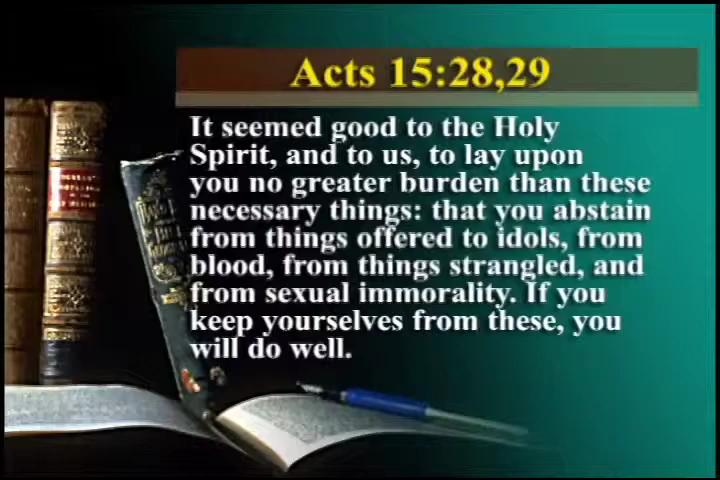 Acts 15:28,29
It seemed good to the Holy
Spirit, and to us, to lay upon
you no greater burden than these
necessary things: that you abstain
from things offered to idols, from
blood, from things strangled, and
from sexual immorality. If you
keep yourselves from these, you
will do well.